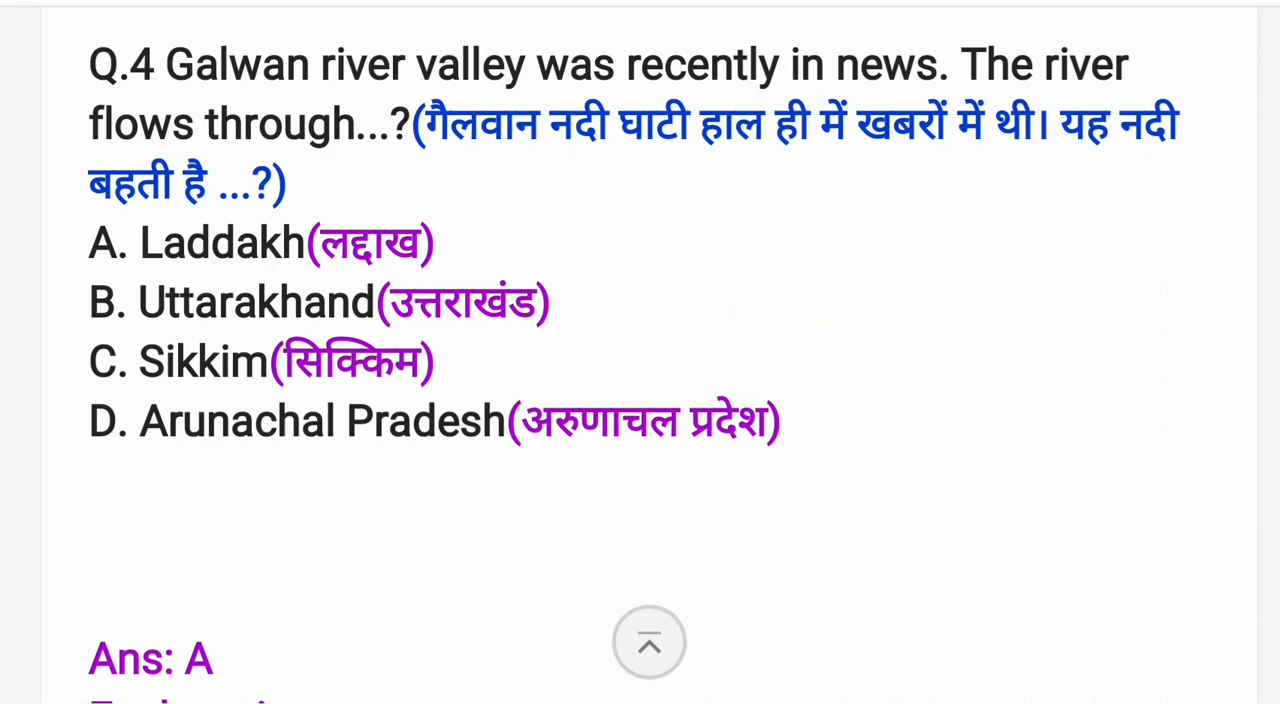 Q.4 Galwan river valley was recently in news. The river
flows through...?(गैलवान नदी घाटी हाल ही में खबरों में थी। यह नदी
बहती है ...?)
A. Laddakh(लद्दाख)
B. Uttarakhand(उत्तराखंड)
C. Sikkim(सिक्किम)
D. Arunachal Pradesh(अरुणाचल प्रदेश)
Ans: A